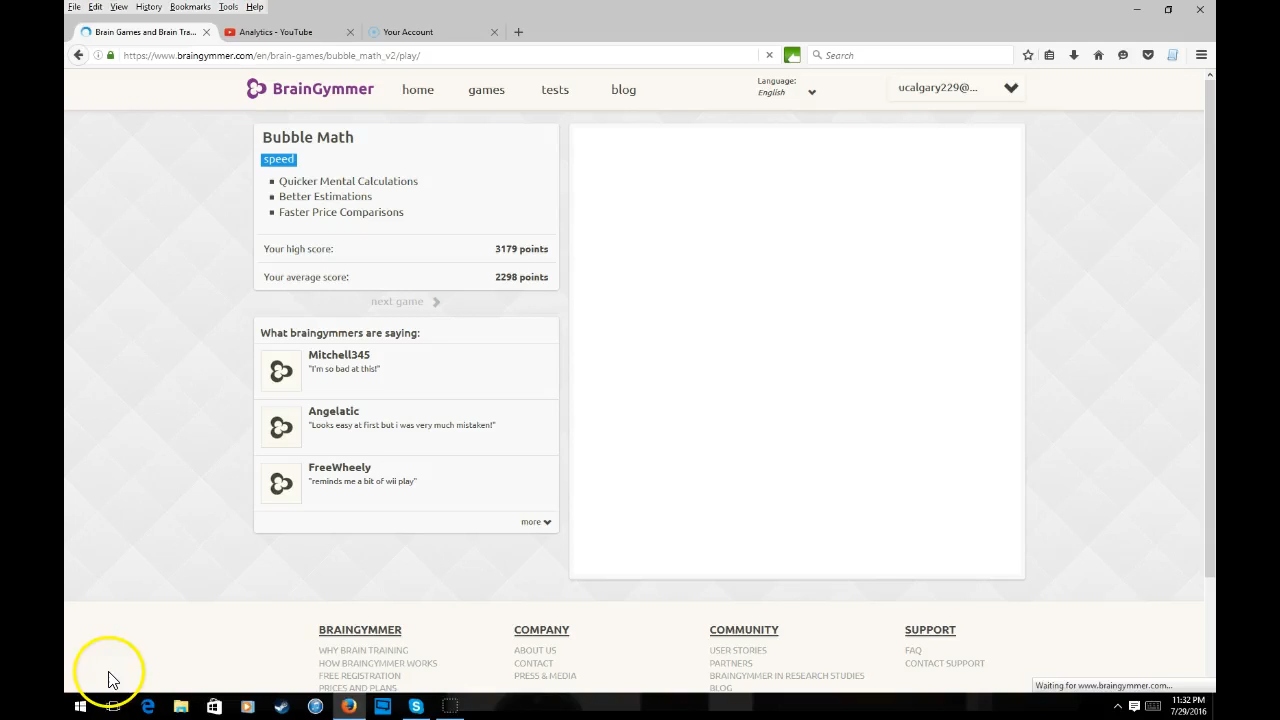 File Edit View History Bookmarks Tools Help
Brain Games and Brain Tra...
Analytics - YouTube
Your Account
https://www.braingymmer.com/en/brain-games/bubble_math_v2/play/
Search
BrainGymmer
home
games
tests
blog
Language:
English
ucalgary229@...
Bubble Math
speed
Quicker Mental Calculations
Better Estimations
Faster Price Comparisons
Your high score: 3179 points
Your average score: 2298 points
next game
What braingymmers are saying:
Mitchell345
"I'm so bad at this!"
Angelatic
"Looks easy at first but i was very much mistaken!"
FreeWheely
"reminds me a bit of wii play"
more
BRAINGYMMER
WHY BRAIN TRAINING
HOW BRAINGYMMER WORKS
FREE REGISTRATION
PRICES AND PLANS
COMPANY
ABOUT US
CONTACT
PRESS & MEDIA
COMMUNITY
USER STORIES
PARTNERS
BRAINGYMMER IN RESEARCH STUDIES
BLOG
SUPPORT
FAQ
CONTACT SUPPORT
Waiting for www.braingymmer.com...
11:32 PM
7/29/2016